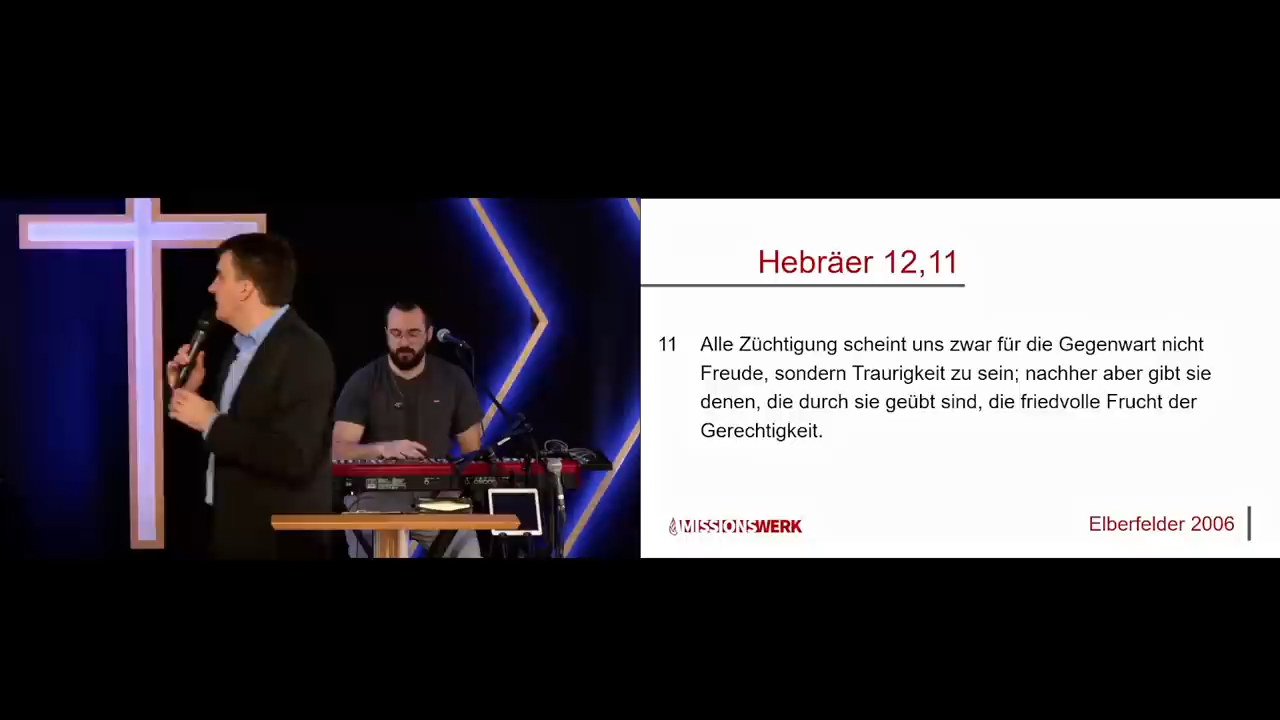 Hebräer 12,11
11 Alle Züchtigung scheint uns zwar für die Gegenwart nicht
Freude, sondern Traurigkeit zu sein; nachher aber gibt sie
denen, die durch sie geübt sind, die friedvolle Frucht der
Gerechtigkeit.
MISSIONSWERK
Elberfelder 2006